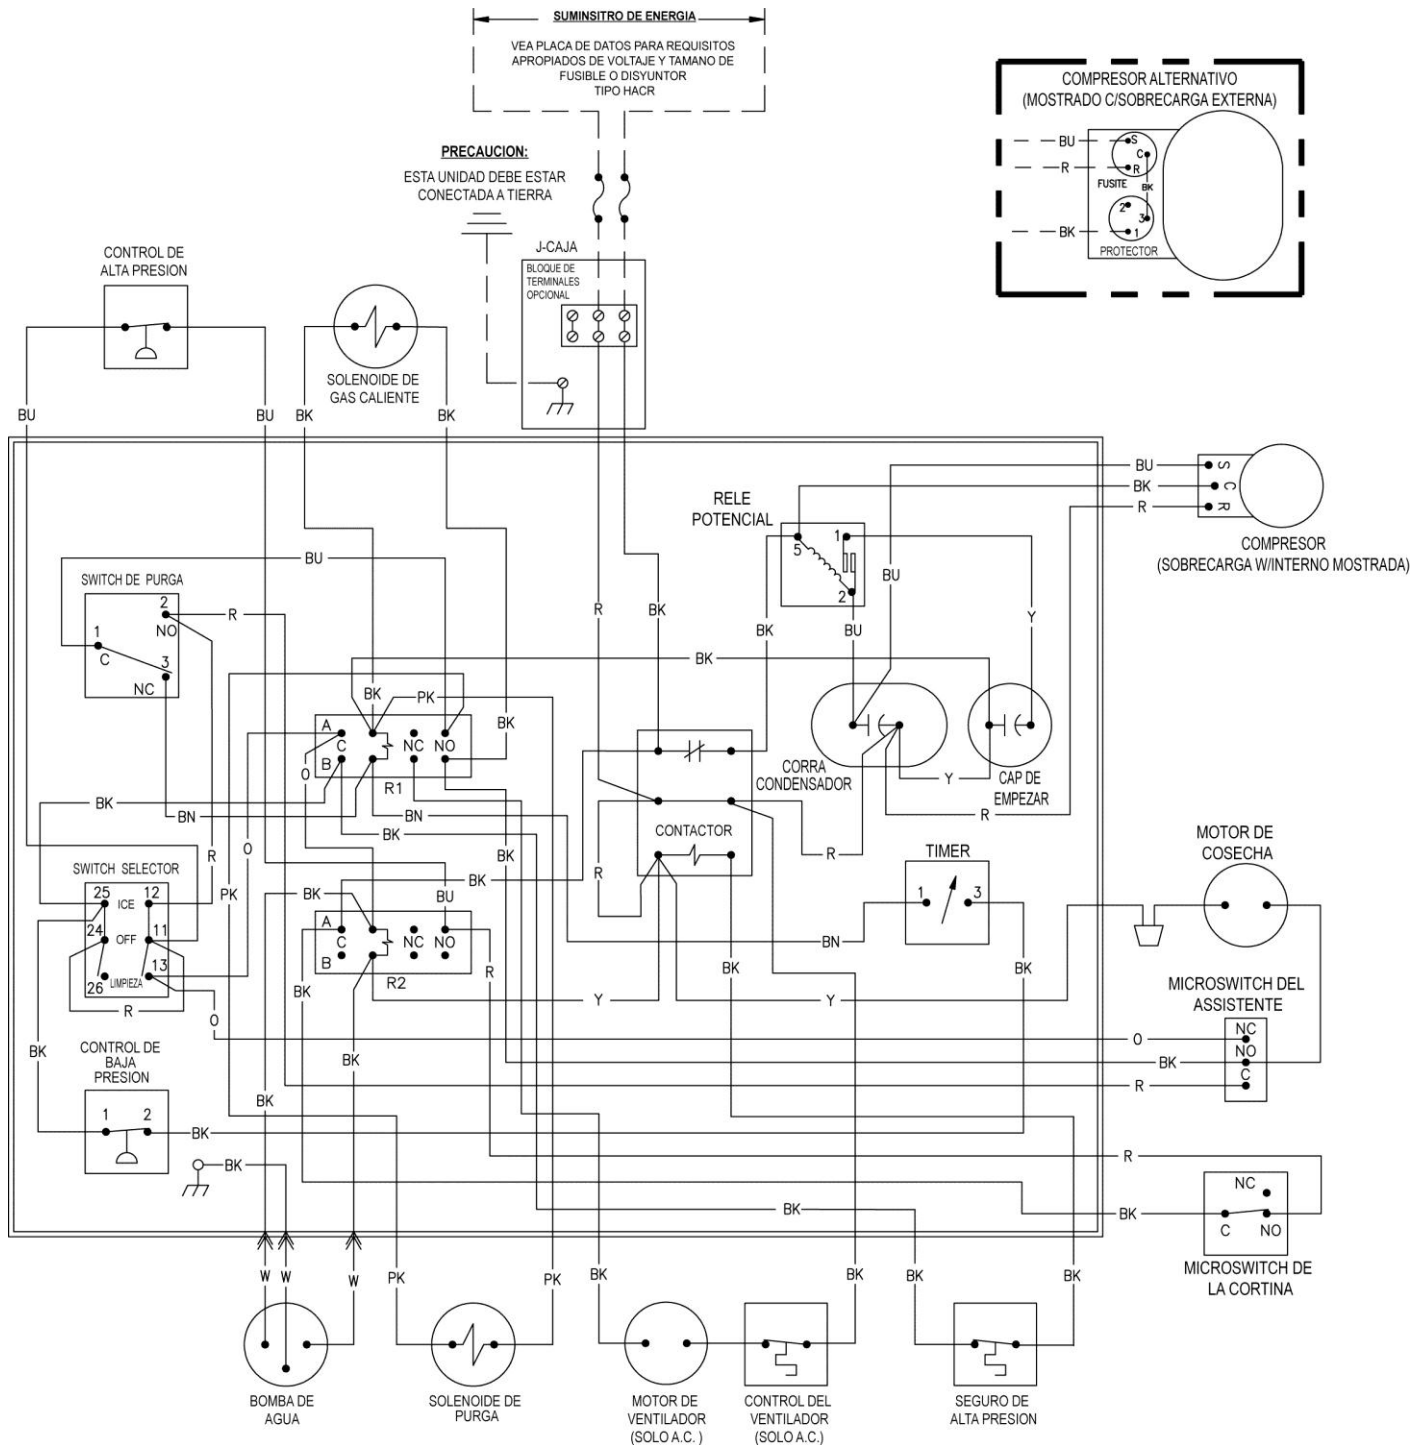 SUMINSITRO DE ENERGIA
VEA PLACA DE DATOS PARA REQUISITOS
APROPIADOS DE VOLTAJE Y TAMANO DE
FUSIBLE O DISYUNTOR
TIPO HACR
PRECAUCION:
ESTA UNIDAD DEBE ESTAR
CONECTADA A TIERRA
COMPRESOR ALTERNATIVO
(MOSTRADO C/SOBRECARGA EXTERNA)
BU
S
C
R
R
FUSITE
BK
2
3
BK
1
PROTECTOR
J-CAJA
BLOQUE DE
TERMINALES
OPCIONAL
CONTROL DE
ALTA PRESION
SOLENOIDE DE
GAS CALIENTE
BU
BU
BK
BK
BU
S
BK
C
R
R
COMPRESOR
(SOBRECARGA W/INTERNO MOSTRADA)
RELE
POTENCIAL
5
1
2
BU
BU
SWITCH DE PURGA
2
NO
1
C
3
NC
R
R
BK
BK
BU
Y
BK
BK
PK
BK
A
C
NC
NO
B
R1
O
BK
BN
BN
BK
BK
CORRA
CONDENSADOR
CAP DE
EMPEZAR
Y
R
CONTACTOR
R
R
TIMER
1
3
MOTOR DE
COSECHA
SWITCH SELECTOR
25
ICE
12
24
OFF
11
26
LIMPIEZA
13
R
R
O
PK
O
BK
BK
BU
A
C
NC
NO
B
R2
R
BK
BN
BK
BK
Y
Y
MICROSWITCH DEL
ASSISTENTE
NC
NO
C
O
BK
R
CONTROL DE
BAJA
PRESION
1
2
BK
BK
BK
BK
BK
R
BK
BK
NC
C
NO
MICROSWITCH DE
LA CORTINA
W
W
W
PK
PK
BK
BK
BK
BK
BOMBA DE
AGUA
SOLENOIDE DE
PURGA
MOTOR DE
VENTILADOR
(SOLO A.C. )
CONTROL DEL
VENTILADOR
(SOLO A.C.)
SEGURO DE
ALTA PRESION